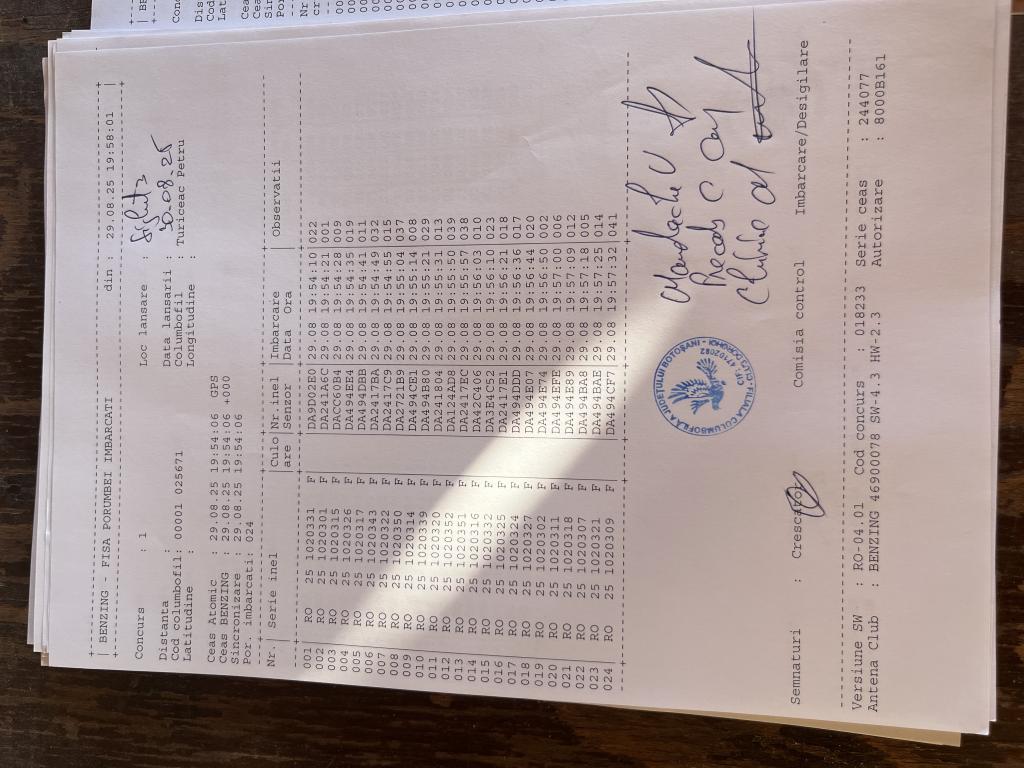 BENZING - FISA PORUMBEI IMBARCATI din : 29.08.25 19:58:01
Concurs : 1 Loc lansare :
Distanta : Data lansarii : 30-08-25
Cod columbofil: 00001 025671 Columbofil : Turiceac Petru
Latitudine : Longitudine :
Ceas Atomic : 29.08.25 19:54:06 GPS
Ceas BENZING : 29.08.25 19:54:06 +000
Sincronizare : 29.08.25 19:54:06
Por. imbarcati: 024
Nr. | Serie inel |Culo|Nr.inel |Imbarcare | Observatii
|are |Senzor |Data Ora |
001 RO 25 1020331 F DA9D02E0 29.08 19:54:10 022
002 RO 25 1020301 F DA241A6C 29.08 19:54:21 001
003 RO 25 1020315 F DACC60B4 29.08 19:54:28 009
004 RO 25 1020326 F DA494EE4 29.08 19:54:35 019
005 RO 25 1020317 F DA494DBB 29.08 19:54:41 011
006 RO 25 1020343 F DA2417BA 29.08 19:54:49 032
007 RO 25 1020322 F DA2417C9 29.08 19:54:55 015
008 RO 25 1020350 F DA2721B9 29.08 19:55:04 037
009 RO 25 1020314 F DA494CE1 29.08 19:55:14 008
010 RO 25 1020339 F DA494B80 29.08 19:55:21 029
011 RO 25 1020320 F DA241804 29.08 19:55:31 013
012 RO 25 1020352 F DA124AD8 29.08 19:55:50 039
013 RO 25 1020351 F DA2417EC 29.08 19:55:57 038
014 RO 25 1020316 F DA42C406 29.08 19:56:03 010
015 RO 25 1020332 F DA3E4C52 29.08 19:56:10 023
016 RO 25 1020325 F DA2417E1 29.08 19:56:21 018
017 RO 25 1020324 F DA494DDD 29.08 19:56:36 017
018 RO 25 1020327 F DA494E07 29.08 19:56:44 020
019 RO 25 1020302 F DA494E74 29.08 19:56:50 002
020 RO 25 1020311 F DA494EFE 29.08 19:57:00 006
021 RO 25 1020318 F DA494E89 29.08 19:57:09 012
022 RO 25 1020307 F DA494BA8 29.08 19:57:18 005
023 RO 25 1020321 F DA494BAE 29.08 19:57:25 014
024 RO 25 1020309 F DA494CF7 29.08 19:57:32 041
COLUMBOFILĂ JUDEȚULUI BOTOȘANI
CIF: 4702082
Semnaturi : Crescator Comisia control Imbarcare/Desigilare
Versiune SW : RO-04.01 Cod concurs : 018233 Serie ceas : 244077
Antena Club : BENZING 46900078 SW-4.3 HW-2.3 Autorizare : 8000B161